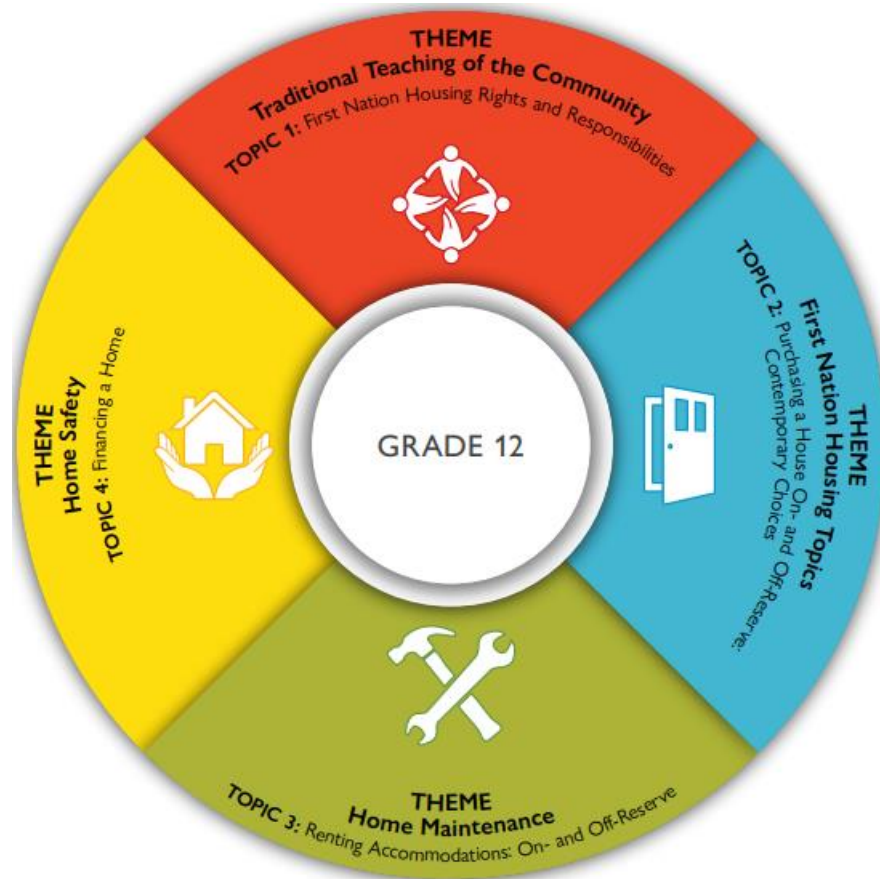 THEME
Traditional Teaching of the Community
TOPIC 1: First Nation Housing Rights and Responsibilities
THEME
First Nation Housing Topics
TOPIC 2: Purchasing a House On- and Off-Reserve:
Contemporary Choices
THEME
Home Maintenance
TOPIC 3: Renting Accommodations: On- and Off-Reserve
THEME
Home Safety
TOPIC 4: Financing a Home
GRADE 12